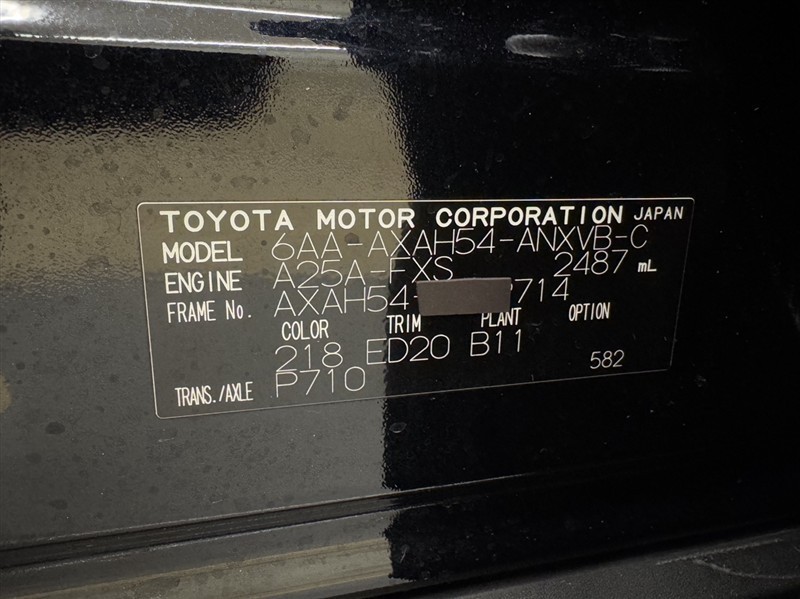 TOYOTA MOTOR CORPORATION JAPAN
MODEL 6AA-AXAH54-ANXVB-C
ENGINE A25A-FXS 2487 mL
FRAME No. AXAH54- 714
COLOR TRIM PLANT OPTION
218 ED20 B11 582
TRANS./AXLE P710